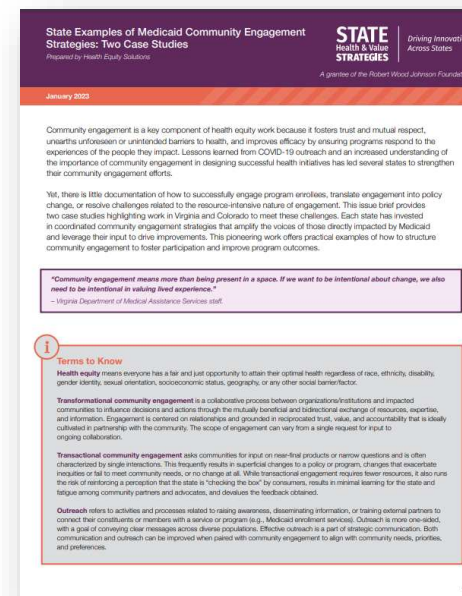 State Examples of Medicaid Community Engagement
Strategies: Two Case Studies
Prepared by Health Equity Solutions
STATE
Health & Value
STRATEGIES
Driving Innovati
Across States
A grantee of the Robert Wood Johnson Foundat
January 2023
Community engagement is a key component of health equity work because it fosters trust and mutual respect,
unearths unforeseen or unintended barriers to health, and improves efficacy by ensuring programs respond to the
experiences of the people they impact. Lessons learned from COVID-19 outreach and an increased understanding of
the importance of community engagement in designing successful health initiatives has led several states to strengthen
their community engagement efforts.
Yet, there is little documentation of how to successfully engage program enrollees, translate engagement into policy
change, or resolve challenges related to the resource-intensive nature of engagement. This issue brief provides
two case studies highlighting work in Virginia and Colorado to meet these challenges. Each state has invested
in coordinated community engagement strategies that amplify the voices of those directly impacted by Medicaid
and leverage their input to drive improvements. This pioneering work offers practical examples of how to structure
community engagement to foster participation and improve program outcomes.
"Community engagement means more than being present in a space. If we want to be intentional about change, we also
need to be intentional in valuing lived experience."
– Virginia Department of Medical Assistance Services staff.
i
Terms to Know
Health equity means everyone has a fair and just opportunity to attain their optimal health regardless of race, ethnicity, disability,
gender identity, sexual orientation, socioeconomic status, geography, or any other social barrier/factor.
Transformational community engagement is a collaborative process between organizations/institutions and impacted
communities to influence decisions and actions through the mutually beneficial and bidirectional exchange of resources, expertise,
and information. Engagement is centered on relationships and grounded in reciprocated trust, value, and accountability that is ideally
cultivated in partnership with the community. The scope of engagement can vary from a single request for input to
ongoing collaboration.
Transactional community engagement asks communities for input on near-final products or narrow questions and is often
characterized by single interactions. This frequently results in superficial changes to a policy or program, changes that exacerbate
inequities or fail to meet community needs, or no change at all. While transactional engagement requires fewer resources, it also runs
the risk of reinforcing a perception that the state is "checking the box" by consumers, results in minimal learning for the state and
fatigue among community partners and advocates, and devalues the feedback obtained.
Outreach refers to activities and processes related to raising awareness, disseminating information, or training external partners to
connect their constituents or members with a service or program (e.g., Medicaid enrollment services). Outreach is more one-sided,
with a goal of conveying clear messages across diverse populations. Effective outreach is a part of strategic communication. Both
communication and outreach can be improved when paired with community engagement to align with community needs, priorities,
and preferences.